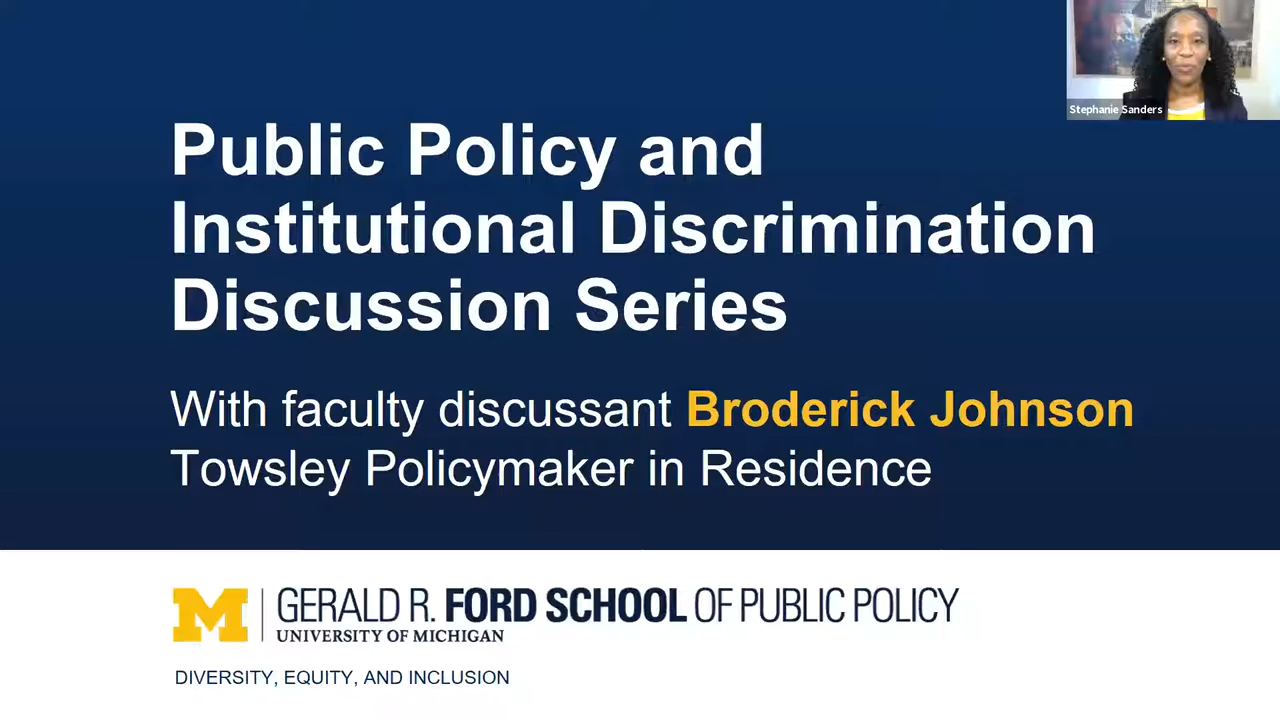 Stephanie Sanders
Public Policy and
Institutional Discrimination
Discussion Series
With faculty discussant Broderick Johnson
Towsley Policymaker in Residence
M
GERALD R. FORD SCHOOL OF PUBLIC POLICY
UNIVERSITY OF MICHIGAN
DIVERSITY, EQUITY, AND INCLUSION